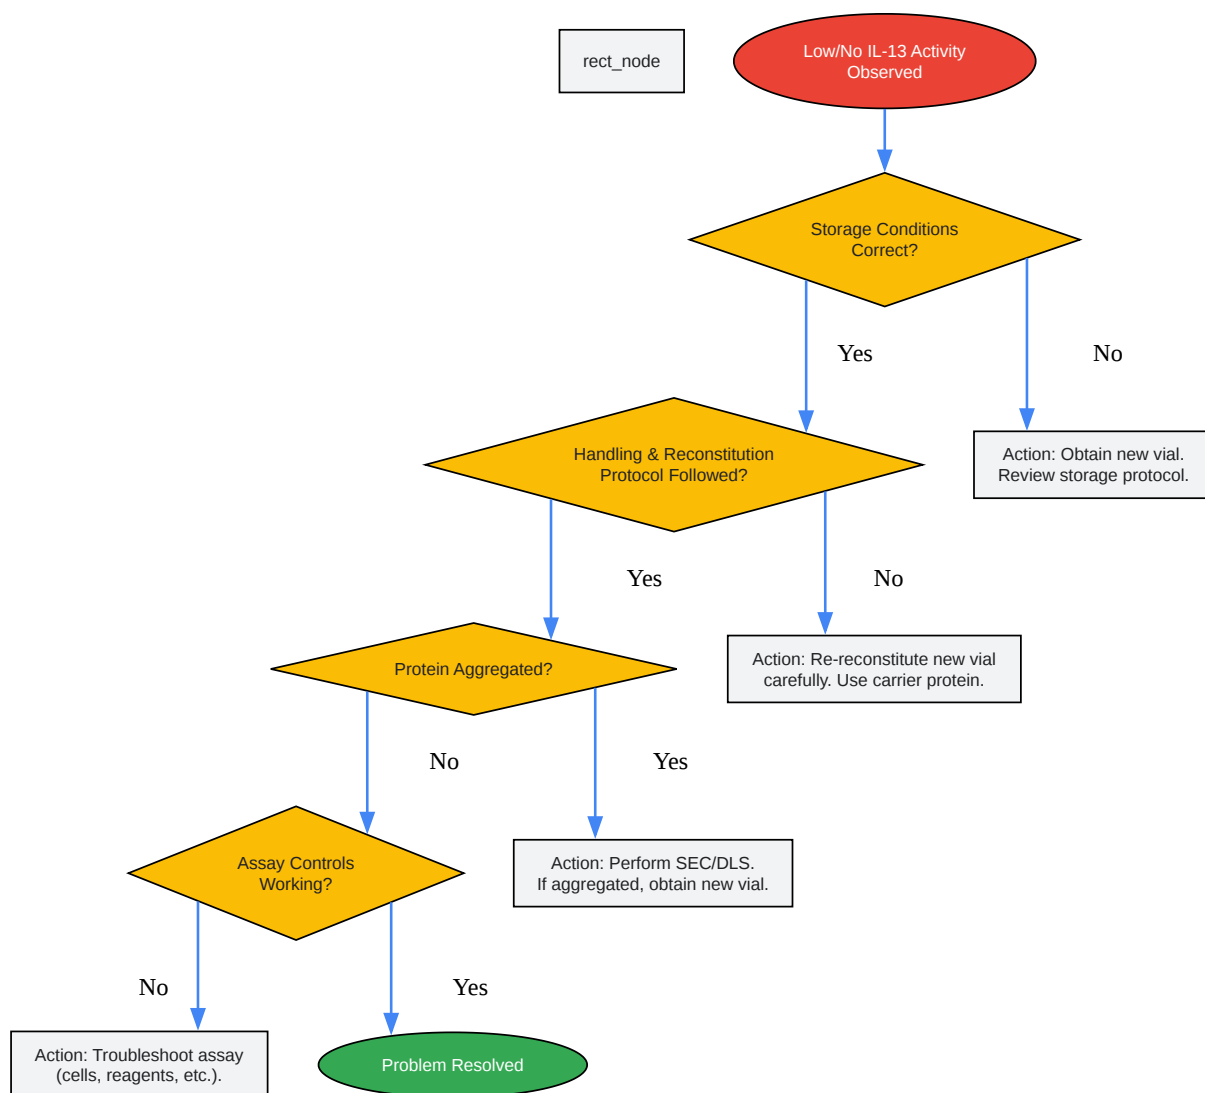 rect_node
Low/No IL-13 Activity
Observed
Storage Conditions
Correct?
Yes
No
Handling & Reconstitution
Protocol Followed?
Action: Obtain new vial.
Review storage protocol.
Yes
No
Protein Aggregated?
Action: Re-reconstitute new vial
carefully. Use carrier protein.
No
Yes
Assay Controls
Working?
Action: Perform SEC/DLS.
If aggregated, obtain new vial.
No
Yes
Action: Troubleshoot assay
(cells, reagents, etc.).
Problem Resolved